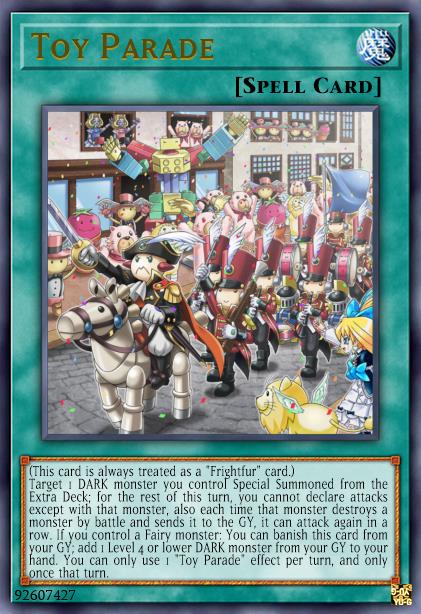 TOY PARADE
魔
[SPELL CARD]
(This card is always treated as a "Frightfur" card.)
Target 1 DARK monster you control Special Summoned from the
Extra Deck; for the rest of this turn, you cannot declare attacks
except with that monster, also each time that monster destroys a
monster by battle and sends it to the GY, it can attack again in a
row. If you control a Fairy monster: You can banish this card from
your GY; add 1 Level 4 or lower DARK monster from your GY to your
hand. You can only use 1 "Toy Parade" effect per turn, and only
once that turn.
92607427